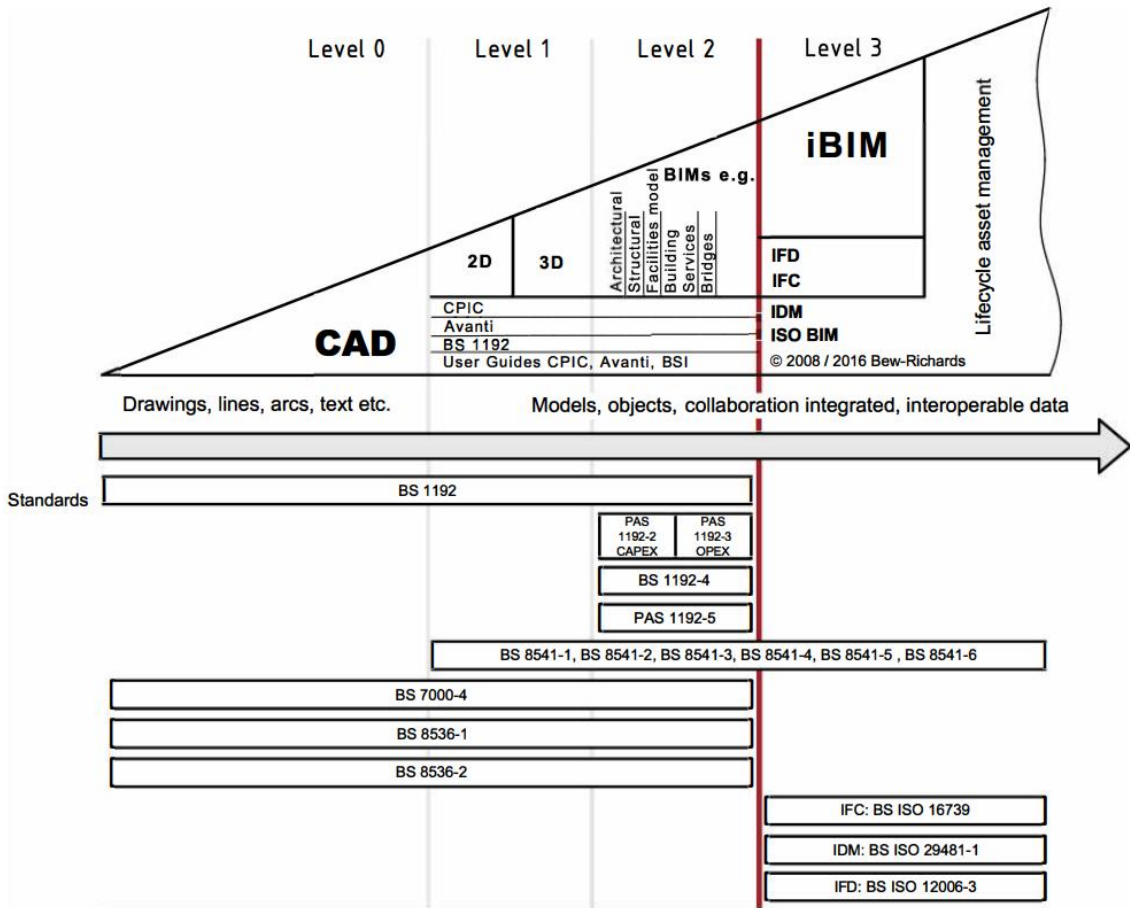 Level 0
Level 1
Level 2
Level 3
iBIM
Lifecycle asset management
BIMs e.g.
Architectural
Structural
Facilities model
Building
Services
Bridges
2D
3D
IFD
IFC
CAD
CPIC
Avanti
BS 1192
User Guides CPIC, Avanti, BSI
IDM
ISO BIM
© 2008 / 2016 Bew-Richards
Drawings, lines, arcs, text etc.
Models, objects, collaboration integrated, interoperable data
Standards
BS 1192
PAS
1192-2
CAPEX
PAS
1192-3
OPEX
BS 1192-4
PAS 1192-5
BS 8541-1, BS 8541-2, BS 8541-3, BS 8541-4, BS 8541-5 , BS 8541-6
BS 7000-4
BS 8536-1
BS 8536-2
IFC: BS ISO 16739
IDM: BS ISO 29481-1
IFD: BS ISO 12006-3